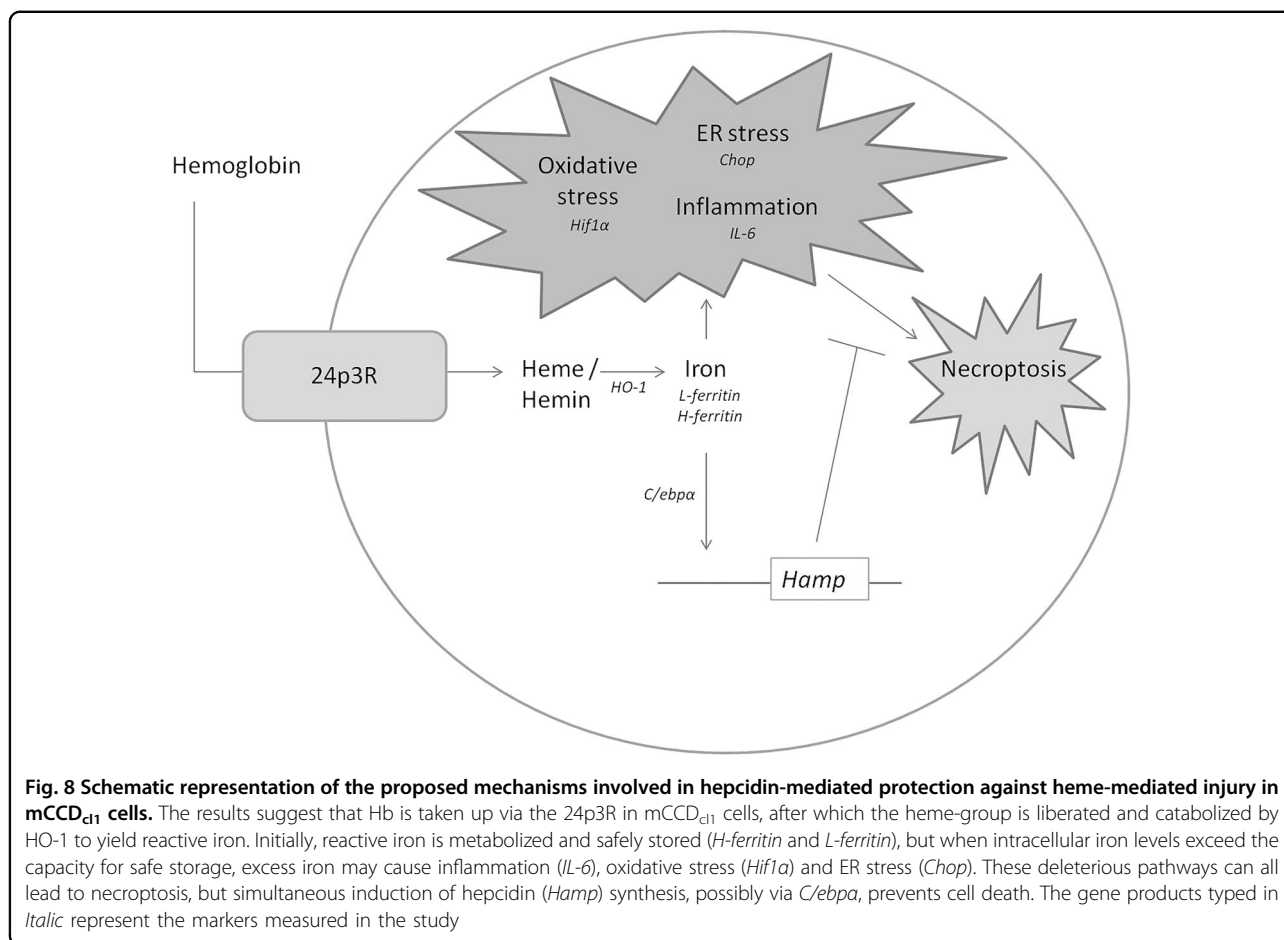 Hemoglobin
ER stress
Chop
Oxidative
stress
Hif1α
Inflammation
IL-6
24p3R
Heme /
Hemin
HO-1
Iron
L-ferritin
H-ferritin
Necroptosis
C/ebpα
Hamp
Fig. 8 Schematic representation of the proposed mechanisms involved in hepcidin-mediated protection against heme-mediated injury in
mCCDcl1 cells. The results suggest that Hb is taken up via the 24p3R in mCCDcl1 cells, after which the heme-group is liberated and catabolized by
HO-1 to yield reactive iron. Initially, reactive iron is metabolized and safely stored (H-ferritin and L-ferritin), but when intracellular iron levels exceed the
capacity for safe storage, excess iron may cause inflammation (IL-6), oxidative stress (Hif1α) and ER stress (Chop). These deleterious pathways can all
lead to necroptosis, but simultaneous induction of hepcidin (Hamp) synthesis, possibly via C/ebpα, prevents cell death. The gene products typed in
Italic represent the markers measured in the study